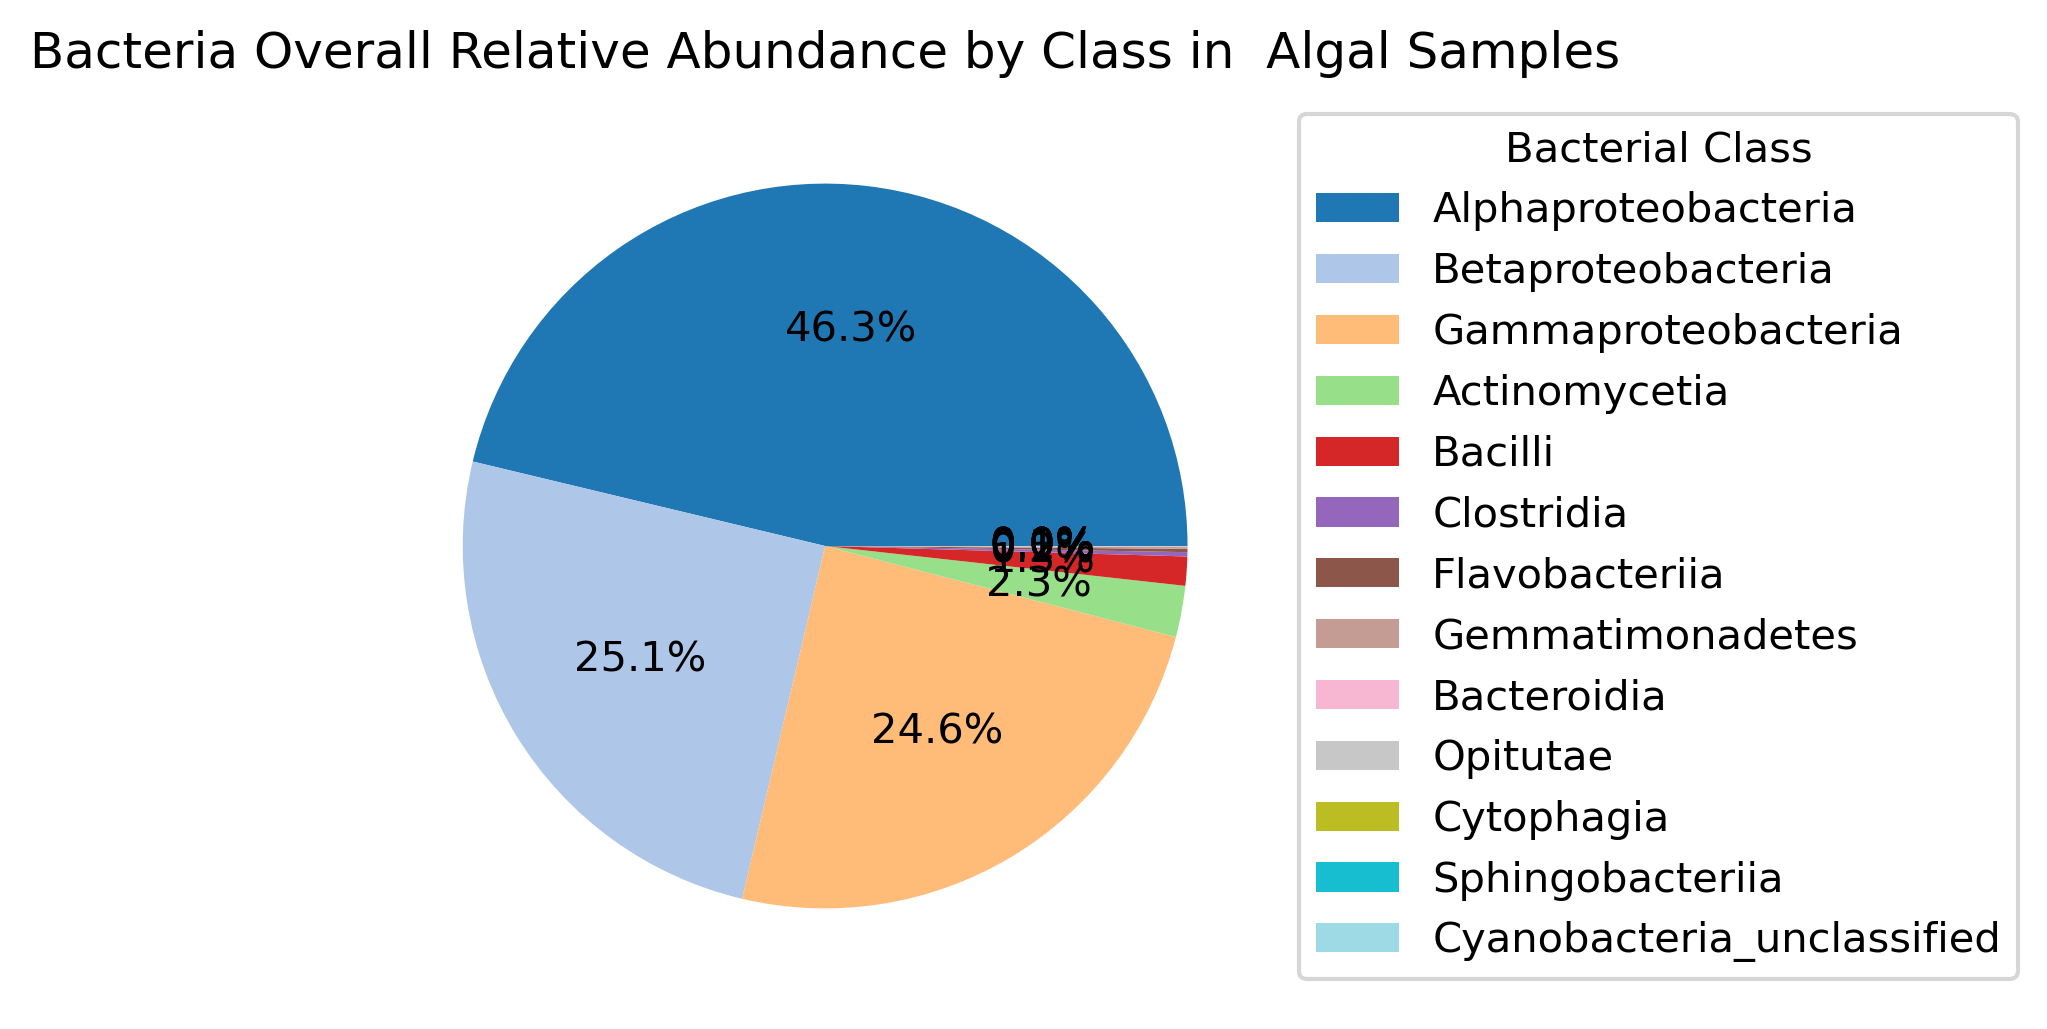 Bacteria Overall Relative Abundance by Class in  Algal Samples
Bacterial Class
Alphaproteobacteria
Betaproteobacteria
Gammaproteobacteria
Actinomycetia
Bacilli
Clostridia
Flavobacteriia
Gemmatimonadetes
Bacteroidia
Opitutae
Cytophagia
Sphingobacteriia
Cyanobacteria_unclassified
46.3%
25.1%
24.6%
2.3%